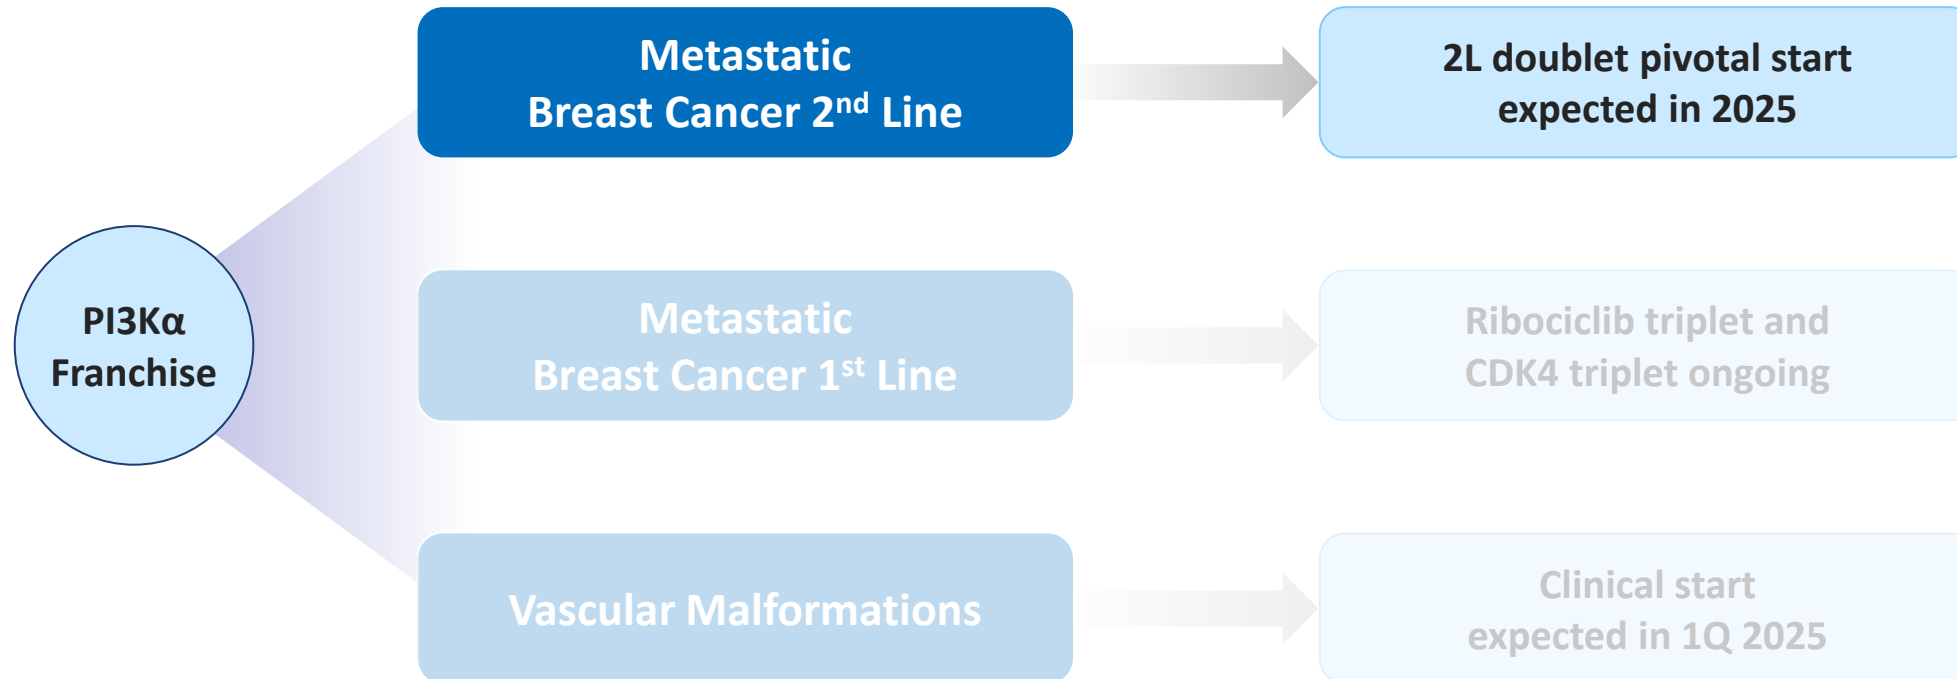 Metastatic
Breast Cancer 2nd Line
2L doublet pivotal start
expected in 2025
PI3Kα
Franchise
Metastatic
Breast Cancer 1st Line
Ribociclib triplet and
CDK4 triplet ongoing
Vascular Malformations
Clinical start
expected in 1Q 2025